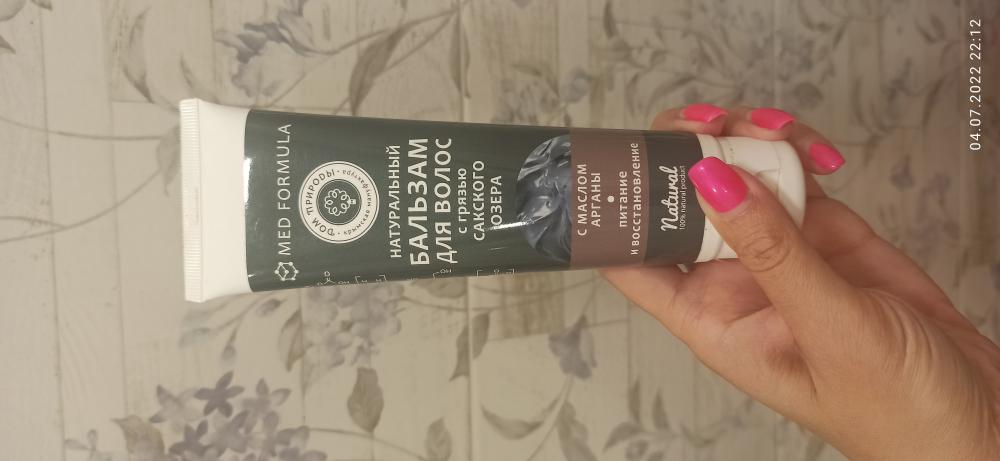 04.07.2022 22:12
MED FORMULA
ДОМ ПРИРОДЫ
крымская мануфактура
НАТУРАЛЬНЫЙ
БАЛЬЗАМ
ДЛЯ ВОЛОС
с грязью
САКСКОГО
ОЗЕРА
С МАСЛОМ
АРГАНЫ
питание
и восстановление
Natural
100% natural product